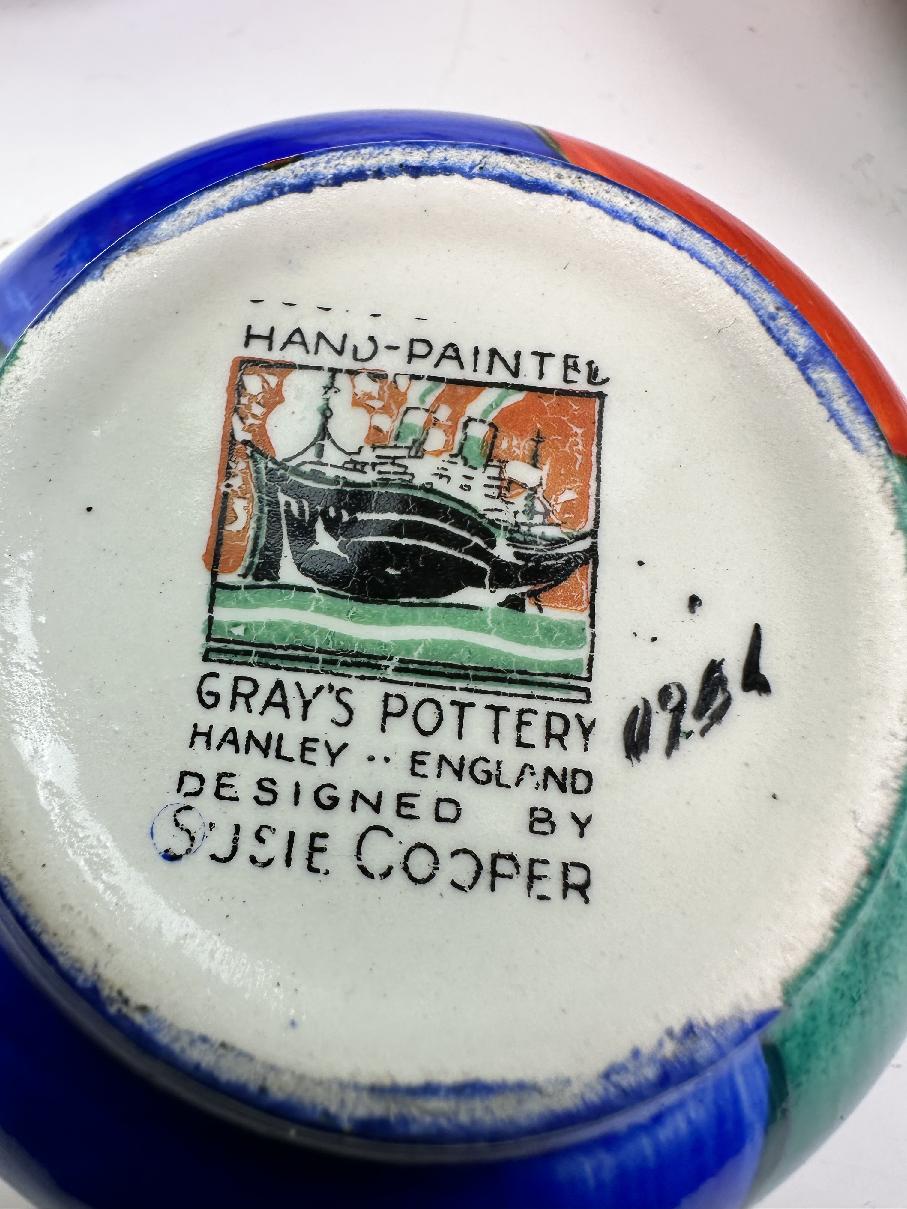 HAND-PAINTED
GRAY'S POTTERY
HANLEY ·· ENGLAND
DESIGNED BY
SUSIE COOPER